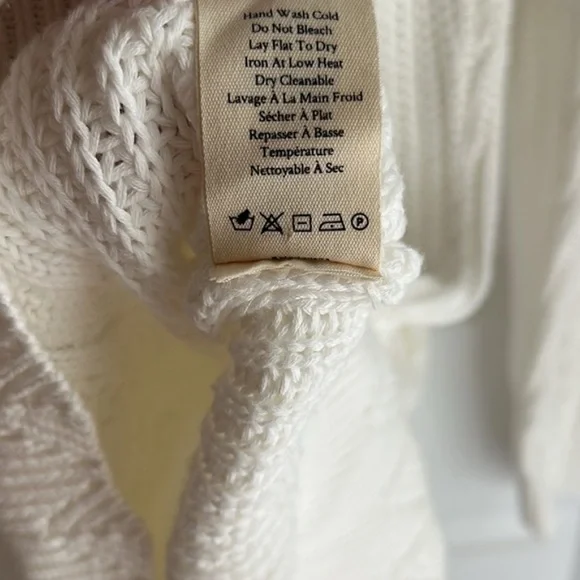 Hand Wash Cold
Do Not Bleach
Lay Flat To Dry
Iron At Low Heat
Dry Cleanable
Lavage À La Main Froid
Sécher À Plat
Repasser À Basse
Température
Nettoyable À Sec
P